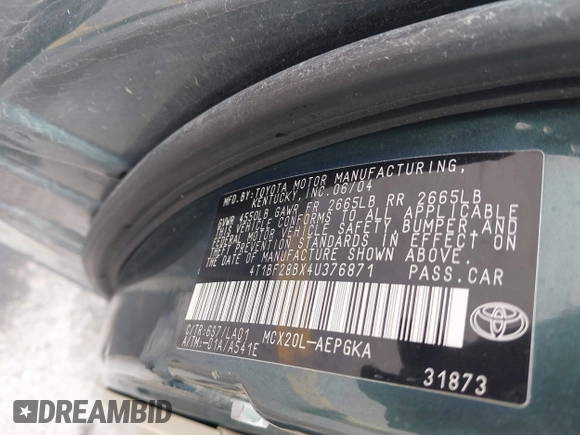 MFD.BY: TOYOTA MOTOR MANUFACTURING,
KENTUCKY, INC. 06/04
GVWR 4550LB GAWR FR 2665LB RR 2665LB
THIS VEHICLE CONFORMS TO ALL APPLICABLE
FEDERAL MOTOR VEHICLE SAFETY, BUMPER, AND
THEFT PREVENTION STANDARDS IN EFFECT ON
THE DATE OF MANUFACTURE SHOWN ABOVE.
4T1BF28BX4U376871 PASS.CAR
C/TR:6S7/LA01 MCX20L-AEPGKA
A/TM:-01A/A541E
31873
DREAMBID